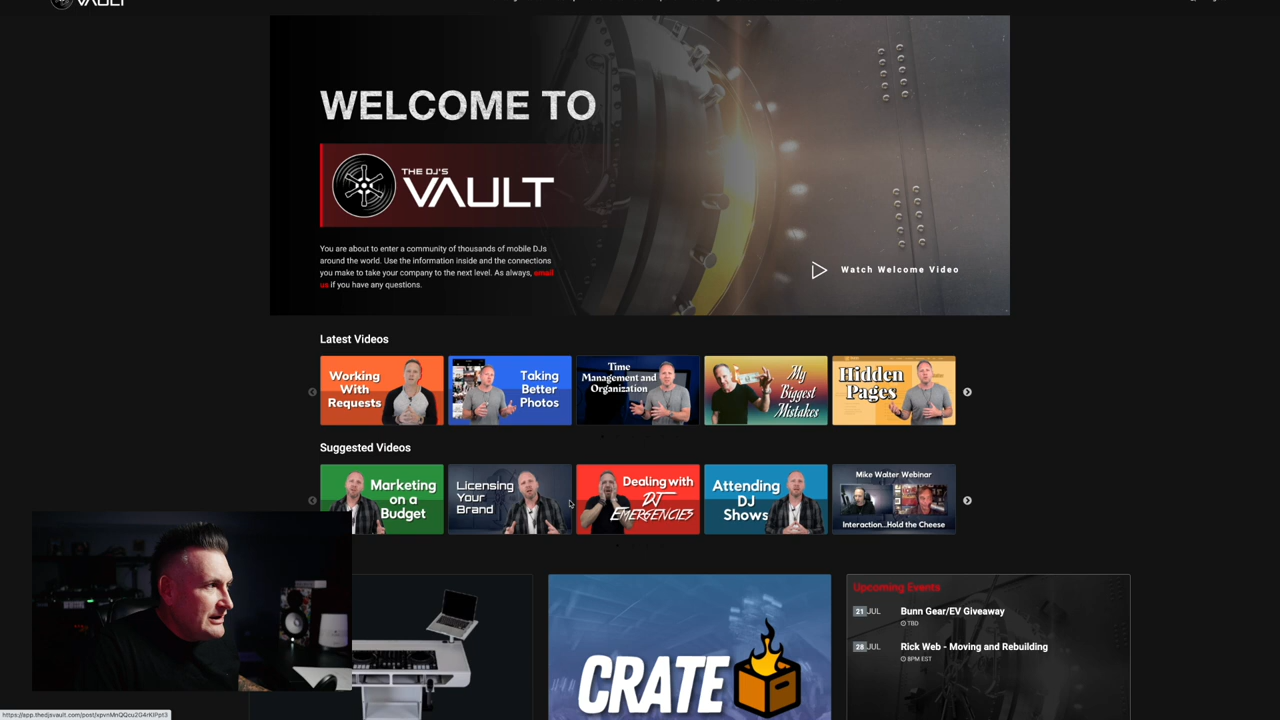 VAULT
WELCOME TO
THE DJ'S
VAULT
You are about to enter a community of thousands of mobile DJs
around the world. Use the information inside and the connections
you make to take your company to the next level. As always, email
us if you have any questions.
Watch Welcome Video
Latest Videos
Working
With
Requests
Taking
Better
Photos
Time
Management and
Organization
My
Biggest
Mistakes
Hidden
Pages
Suggested Videos
Marketing
on a
Budget
Licensing
Your
Brand
Dealing with
DJ
Emergencies
Attending
DJ
Shows
Mike Walter Webinar
Interaction...Hold the Cheese
CRATE
Upcoming Events
21 JUL
Bunn Gear/EV Giveaway
TBD
28 JUL
Rick Web - Moving and Rebuilding
8PM EST